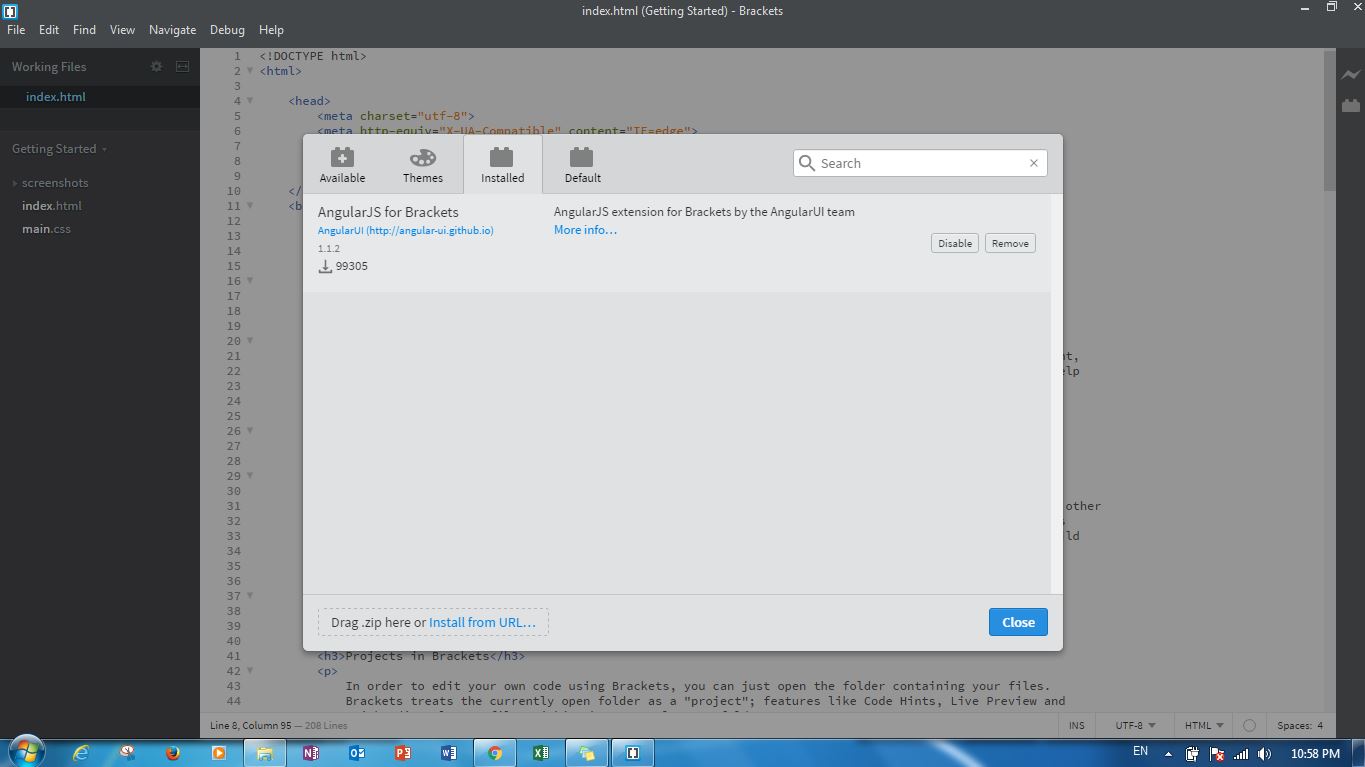 index.html (Getting Started) - Brackets
File Edit Find View Navigate Debug Help
Working Files
index.html
Getting Started
screenshots
index.html
main.css
1 <!DOCTYPE html>
2 <html>
3
4 <head>
5 <meta charset="utf-8">
6 <meta http-equiv="X-UA-Compatible" content="IE=edge">
7
8
9
10 </
11 <b
12
13
14
15
16
17
18
19
20
21 nt,
22 elp
23
24
25
26
27
28
29
30
31 other
32
33 ld
34
35
36
37
38
39
40
41 <h3>Projects in Brackets</h3>
42 <p>
43 In order to edit your own code using Brackets, you can just open the folder containing your files.
44 Brackets treats the currently open folder as a "project"; features like Code Hints, Live Preview and
Available Themes Installed Default
Search
AngularJS for Brackets
AngularUI (http://angular-ui.github.io)
1.1.2
99305
AngularJS extension for Brackets by the AngularUI team
More info…
Disable Remove
Drag .zip here or Install from URL…
Close
Line 8, Column 95 — 208 Lines
INS UTF-8 HTML Spaces: 4
EN 10:58 PM